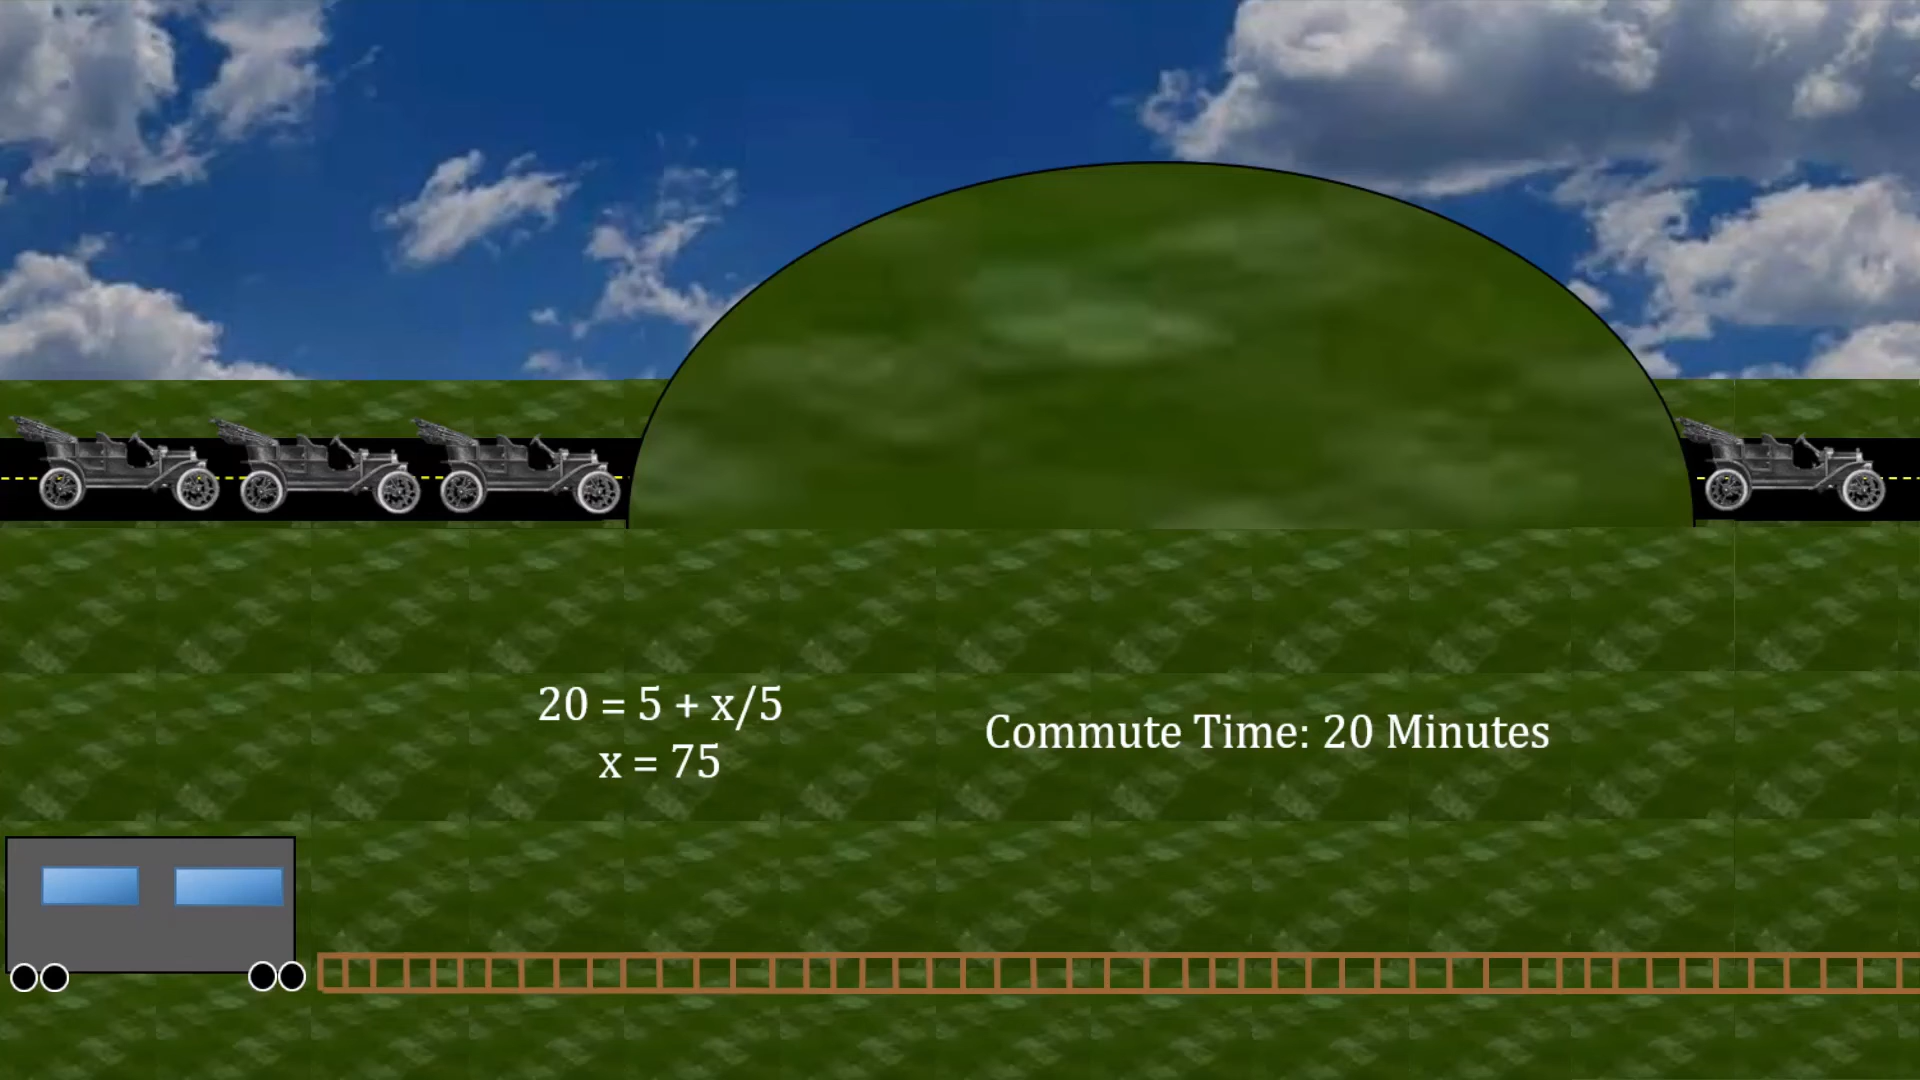 20 = 5 + x/5
x = 75
Commute Time: 20 Minutes